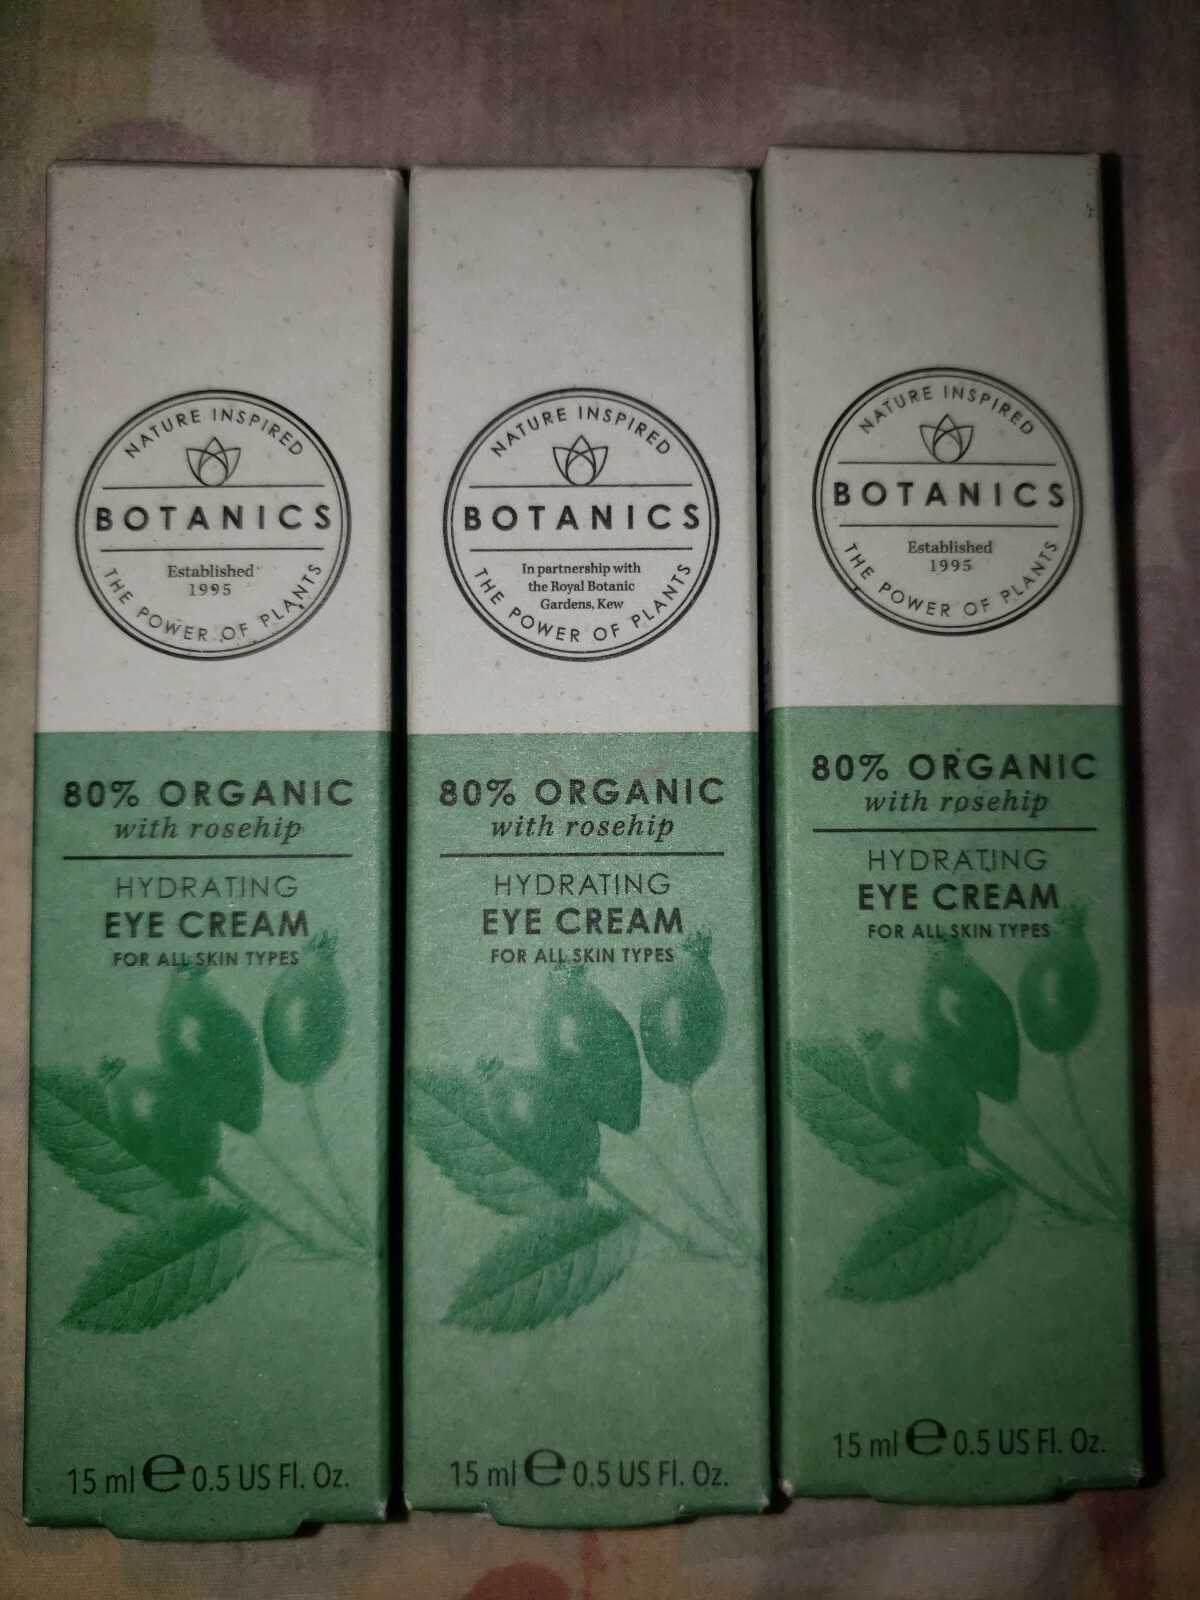 NATURE INSPIRED
BOTANICS
Established
1995
THE POWER OF PLANTS
80% ORGANIC
with rosehip
HYDRATING
EYE CREAM
FOR ALL SKIN TYPES
15 ml e 0.5 US Fl. Oz.
NATURE INSPIRED
BOTANICS
In partnership with
the Royal Botanic
Gardens, Kew
THE POWER OF PLANTS
80% ORGANIC
with rosehip
HYDRATING
EYE CREAM
FOR ALL SKIN TYPES
15 ml e 0.5 US Fl. Oz.
NATURE INSPIRED
BOTANICS
Established
1995
THE POWER OF PLANTS
80% ORGANIC
with rosehip
HYDRATING
EYE CREAM
FOR ALL SKIN TYPES
15 ml e 0.5 US Fl. Oz.